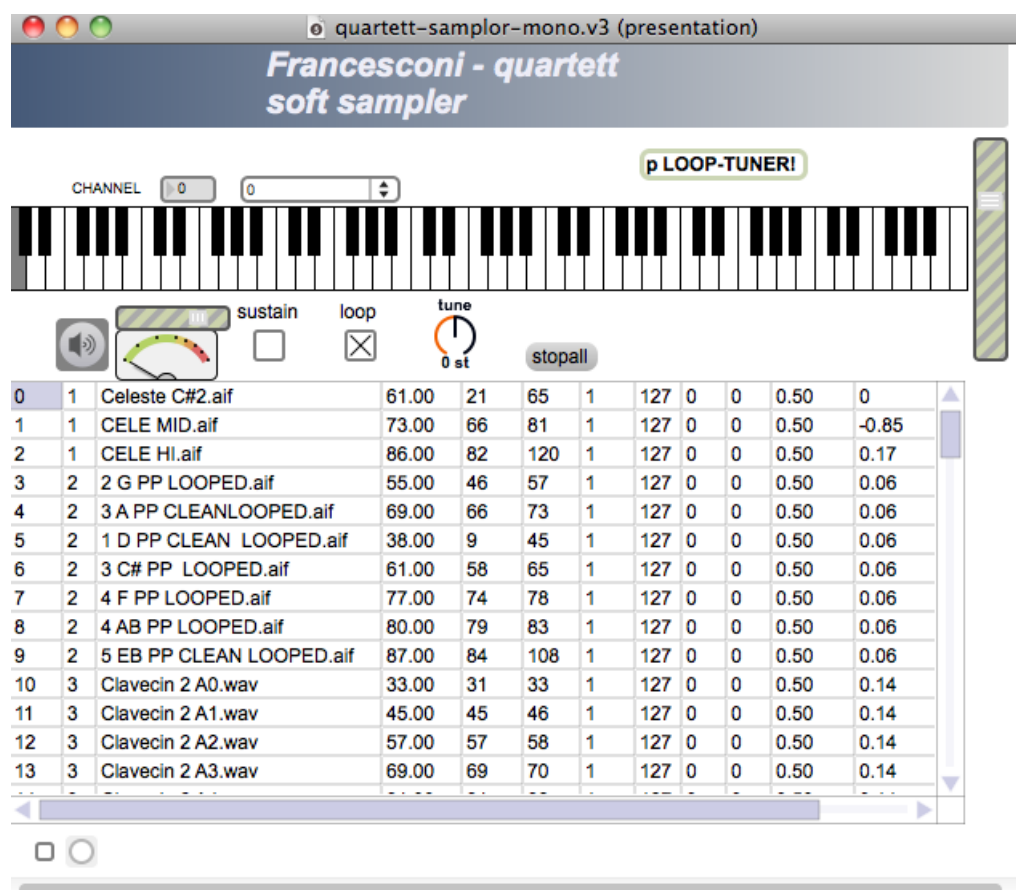 quartett-samplor-mono.v3 (presentation)
Francesconi - quartett
soft sampler
p LOOP-TUNER!
CHANNEL 0 0
sustain loop tune
0 st
stopall
0 1 Celeste C#2.aif 61.00 21 65 1 127 0 0 0.50 0
1 1 CELE MID.aif 73.00 66 81 1 127 0 0 0.50 -0.85
2 1 CELE HI.aif 86.00 82 120 1 127 0 0 0.50 0.17
3 2 2 G PP LOOPED.aif 55.00 46 57 1 127 0 0 0.50 0.06
4 2 3 A PP CLEANLOOPED.aif 69.00 66 73 1 127 0 0 0.50 0.06
5 2 1 D PP CLEAN  LOOPED.aif 38.00 9 45 1 127 0 0 0.50 0.06
6 2 3 C# PP  LOOPED.aif 61.00 58 65 1 127 0 0 0.50 0.06
7 2 4 F PP LOOPED.aif 77.00 74 78 1 127 0 0 0.50 0.06
8 2 4 AB PP LOOPED.aif 80.00 79 83 1 127 0 0 0.50 0.06
9 2 5 EB PP CLEAN LOOPED.aif 87.00 84 108 1 127 0 0 0.50 0.06
10 3 Clavecin 2 A0.wav 33.00 31 33 1 127 0 0 0.50 0.14
11 3 Clavecin 2 A1.wav 45.00 45 46 1 127 0 0 0.50 0.14
12 3 Clavecin 2 A2.wav 57.00 57 58 1 127 0 0 0.50 0.14
13 3 Clavecin 2 A3.wav 69.00 69 70 1 127 0 0 0.50 0.14